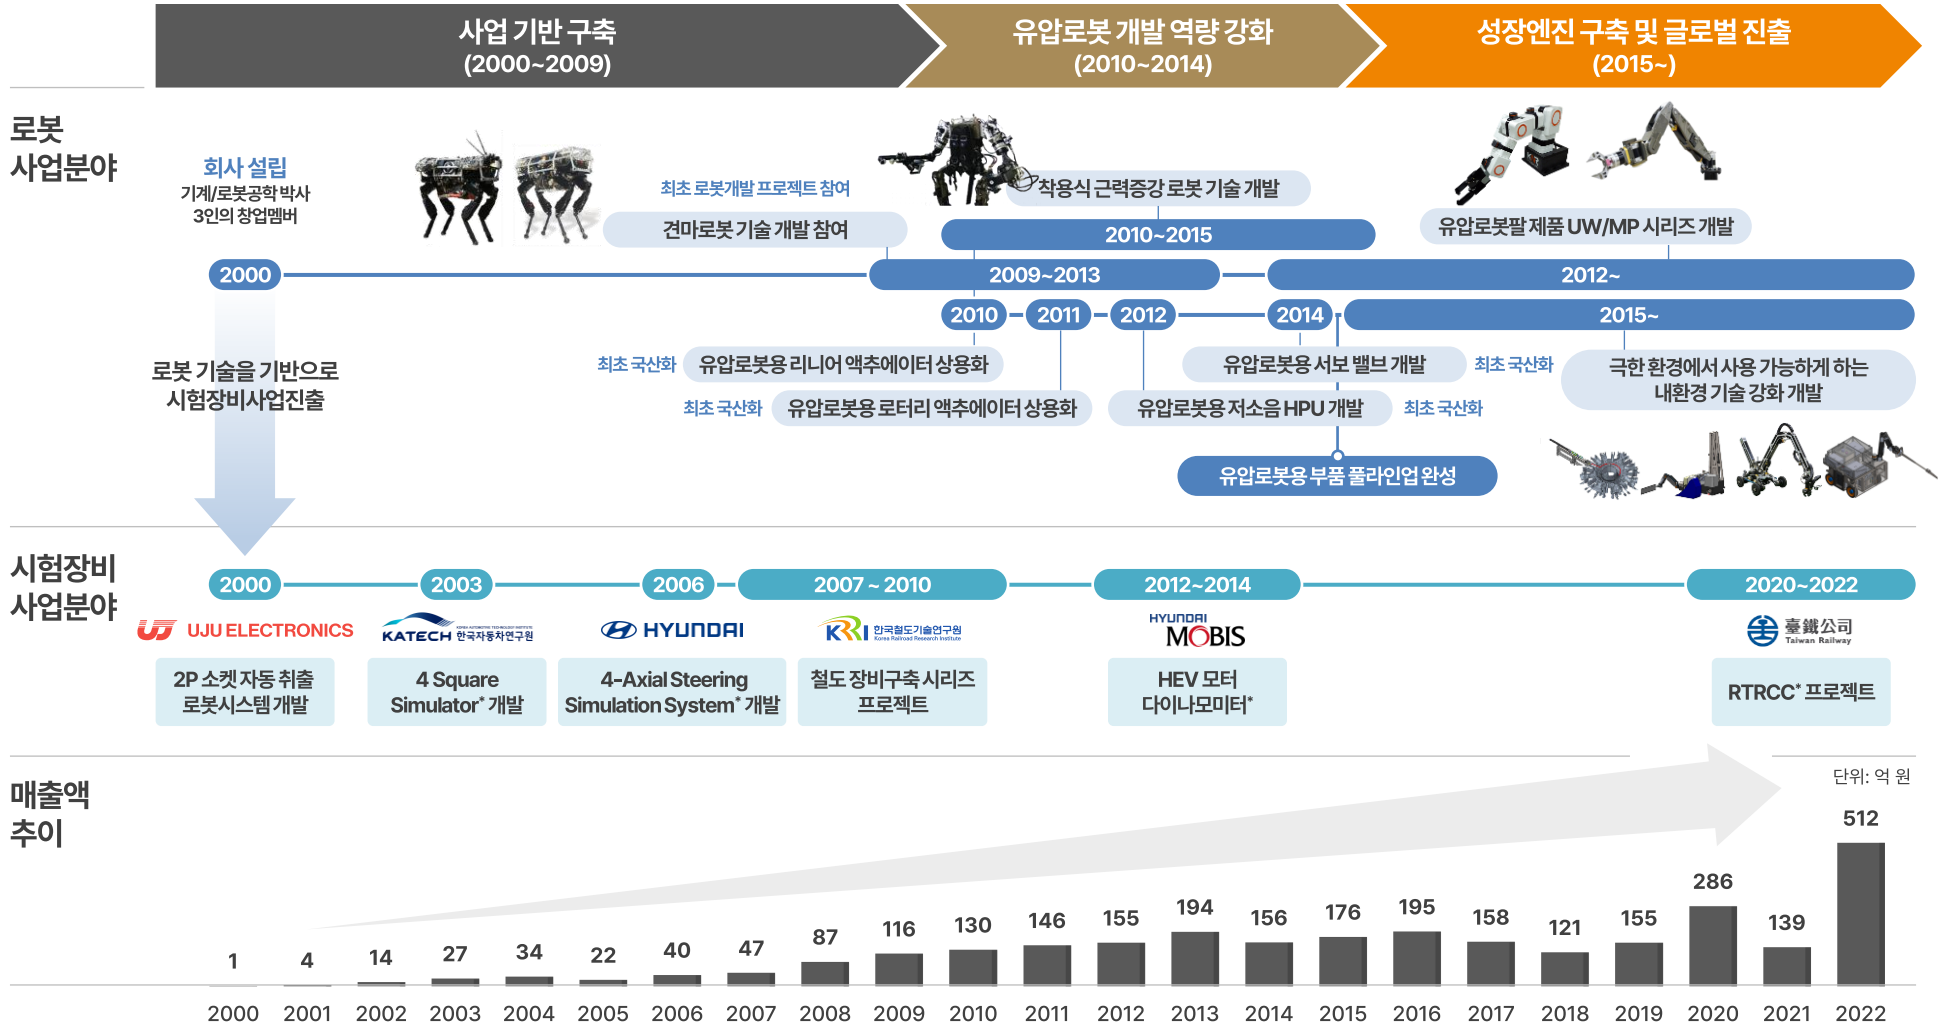 사업 기반 구축
(2000~2009)
유압로봇 개발 역량 강화
(2010~2014)
성장엔진 구축 및 글로벌 진출
(2015~)
로봇
사업분야
회사 설립
기계/로봇공학 박사
3인의 창업멤버
최초 로봇개발 프로젝트 참여
견마로봇 기술 개발 참여
착용식 근력증강 로봇 기술 개발
2010~2015
유압로봇팔 제품 UW/MP 시리즈 개발
2000
2009~2013
2012~
2010
2011
2012
2014
2015~
최초 국산화
유압로봇용 리니어 액추에이터 상용화
유압로봇용 서보 밸브 개발
최초 국산화
극한 환경에서 사용 가능하게 하는
내환경 기술 강화 개발
최초 국산화
유압로봇용 로터리 액추에이터 상용화
유압로봇용 저소음 HPU 개발
최초 국산화
유압로봇용 부품 풀라인업 완성
로봇 기술을 기반으로
시험장비사업진출
시험장비
사업분야
2000
2003
2006
2007 ~ 2010
2012~2014
2020~2022
UJU ELECTRONICS
KATECH
KOREA AUTOMOTIVE TECHNOLOGY INSTITUTE
한국자동차연구원
HYUNDAI
KRRI
한국철도기술연구원
Korea Railroad Research Institute
HYUNDAI
MOBIS
臺鐵公司
Taiwan Railway
2P 소켓 자동 취출
로봇시스템 개발
4 Square
Simulator* 개발
4-Axial Steering
Simulation System* 개발
철도 장비구축 시리즈
프로젝트
HEV 모터
다이나모미터*
RTRCC* 프로젝트
매출액
추이
단위: 억 원
1
4
14
27
34
22
40
47
87
116
130
146
155
194
156
176
195
158
121
155
286
139
512
2000
2001
2002
2003
2004
2005
2006
2007
2008
2009
2010
2011
2012
2013
2014
2015
2016
2017
2018
2019
2020
2021
2022